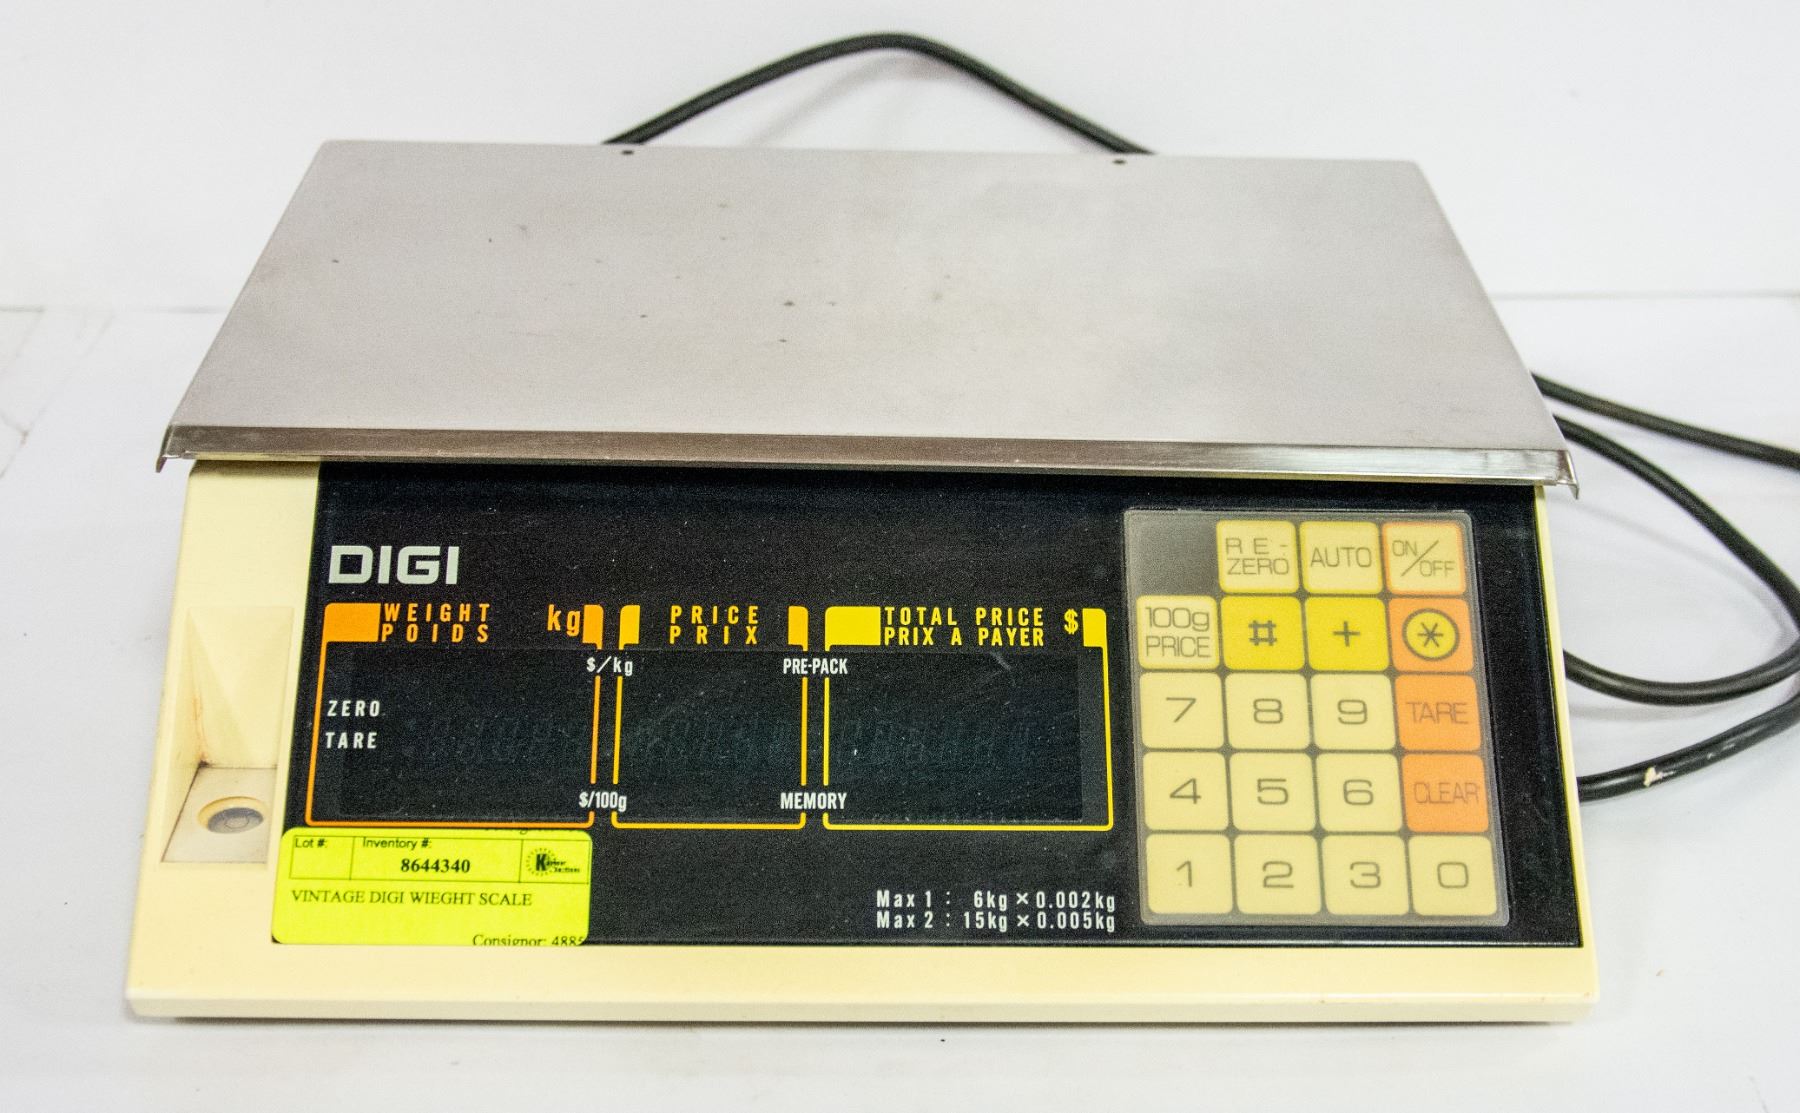 DIGI
WEIGHT kg
POIDS
PRICE
PRIX
TOTAL PRICE $
PRIX A PAYER
$/kg
PRE-PACK
ZERO
TARE
$/100g
MEMORY
Max 1 : 6kg × 0.002kg
Max 2 : 15kg × 0.005kg
RE-
ZERO
AUTO
ON/OFF
100g
PRICE
# + *
7 8 9 TARE
4 5 6 CLEAR
1 2 3 0
Lot #: Inventory #:
8644340
VINTAGE DIGI WIEGHT SCALE
Consignor: 4885